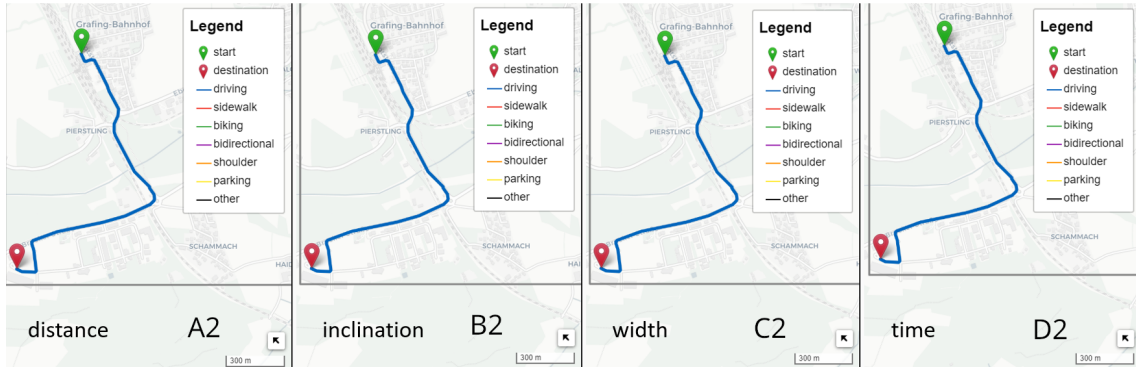 Grafing-Bahnhof
Legend
start
destination
driving
sidewalk
biking
bidirectional
shoulder
parking
other
PIERSTLING
SCHAMMACH
HAID
distance
A2
300 m
Grafing-Bahnhof
Legend
start
destination
driving
sidewalk
biking
bidirectional
shoulder
parking
other
PIERSTLING
SCHAMMACH
HAI
inclination
B2
300 m
Grafing-Bahnhof
Legend
start
destination
driving
sidewalk
biking
bidirectional
shoulder
parking
other
PIERSTLING
SCHAMMACH
width
C2
300 m
Grafing-Bahnhof
Legend
start
destination
driving
sidewalk
biking
bidirectional
shoulder
parking
other
PIERSTLING
SCHAMMACH
time
D2
300 m